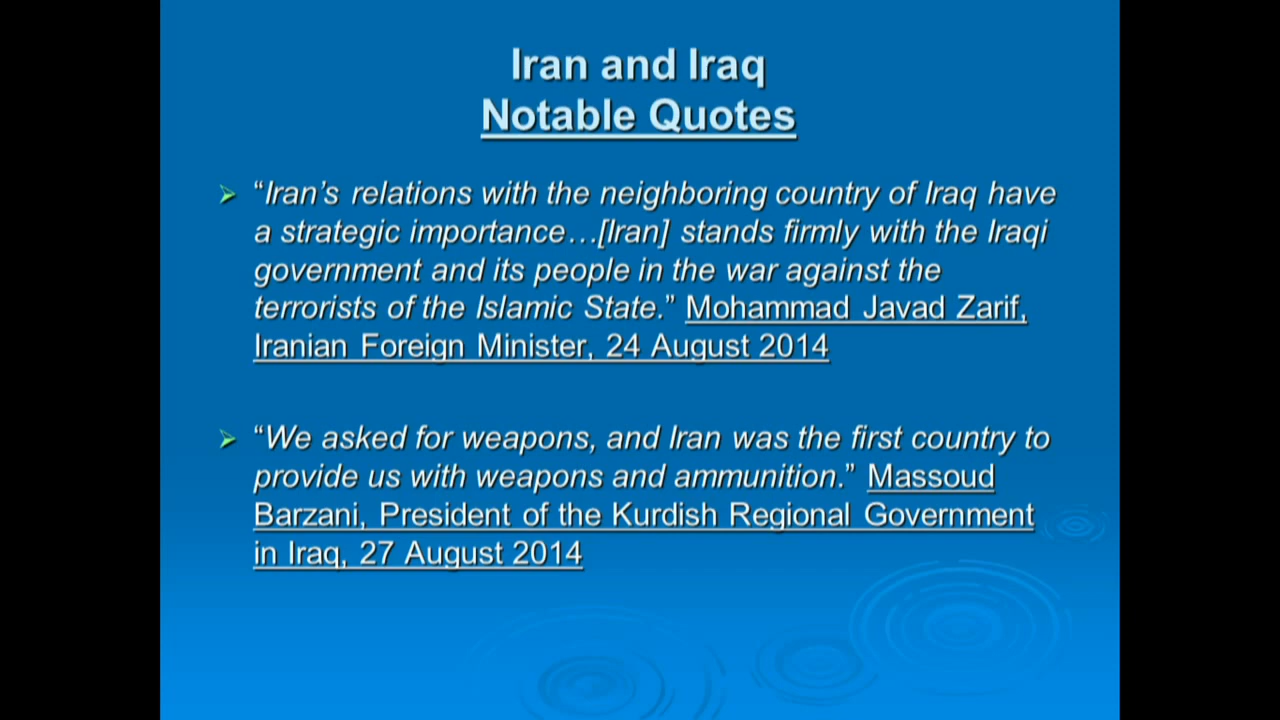 Iran and Iraq
Notable Quotes
“Iran’s relations with the neighboring country of Iraq have
a strategic importance…[Iran] stands firmly with the Iraqi
government and its people in the war against the
terrorists of the Islamic State.” Mohammad Javad Zarif,
Iranian Foreign Minister, 24 August 2014
“We asked for weapons, and Iran was the first country to
provide us with weapons and ammunition.” Massoud
Barzani, President of the Kurdish Regional Government
in Iraq, 27 August 2014